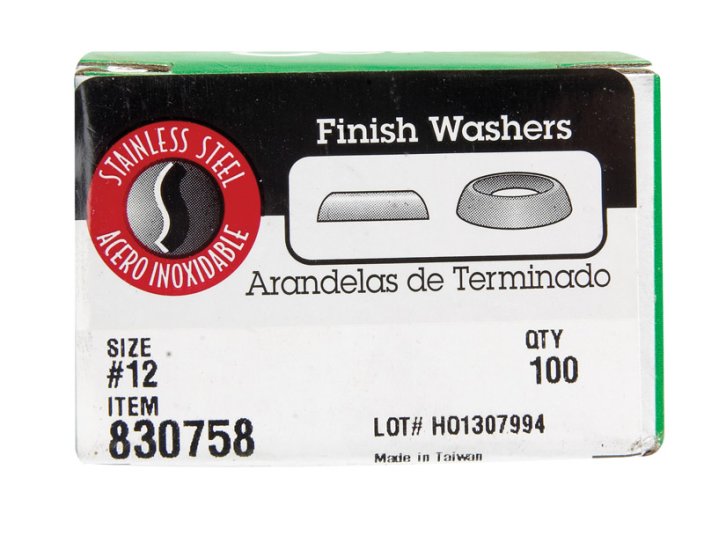 Finish Washers
STAINLESS STEEL
ACERO INOXIDABLE
Arandelas de Terminado
SIZE
#12
QTY
100
ITEM
830758
LOT# HO1307994
Made in Taiwan